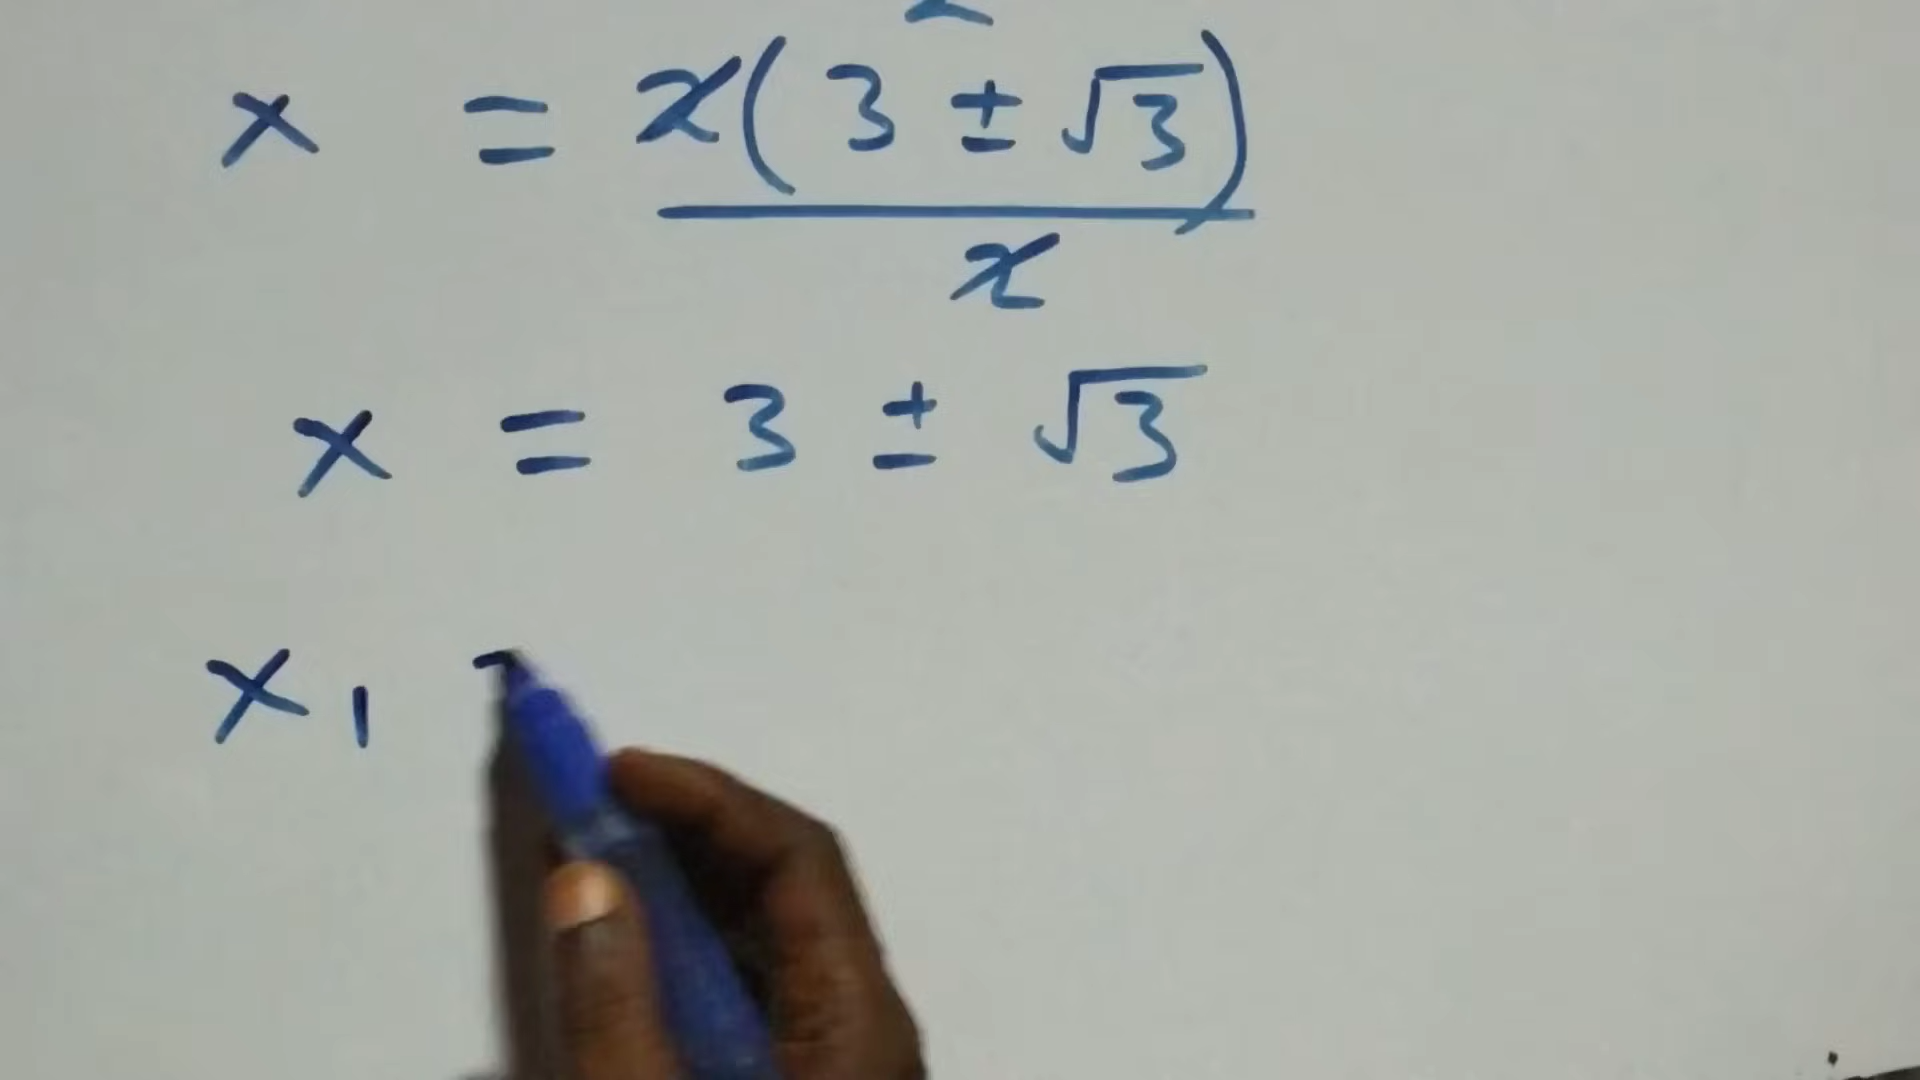 x = 2(3 ± √3)
2
x = 3 ± √3
x₁